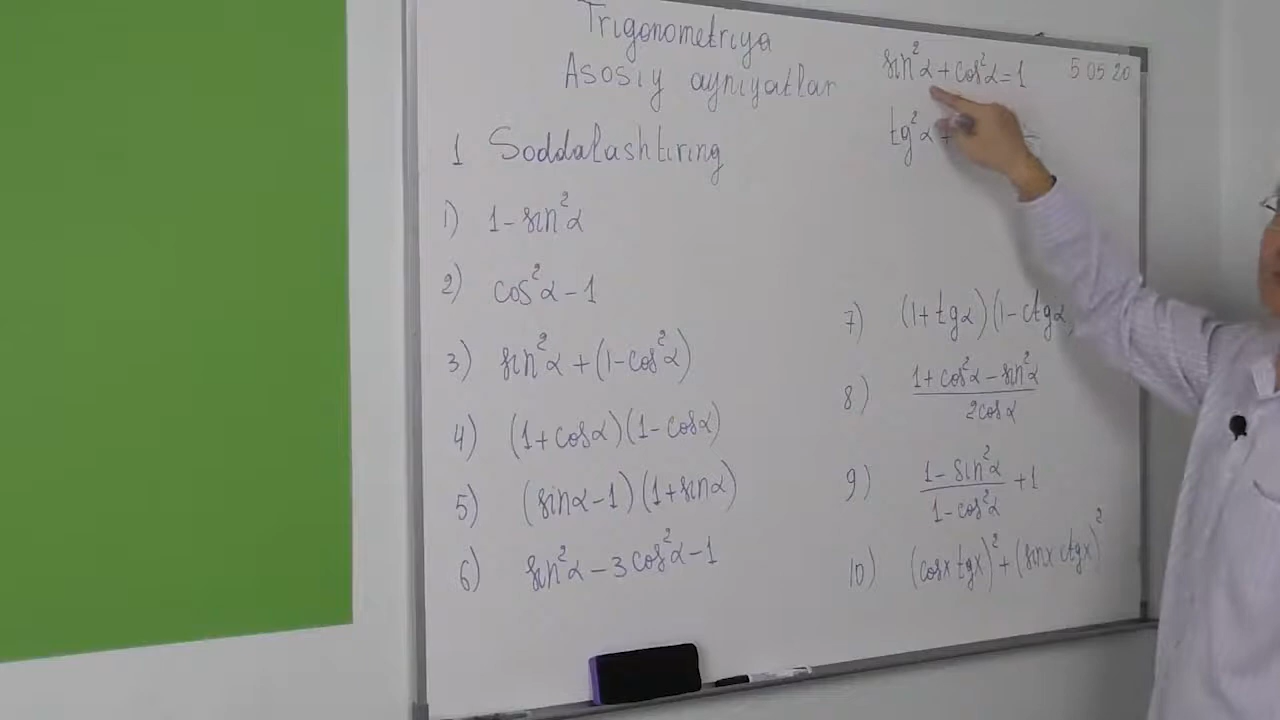 Trigonometriya
Asosiy ayniyatlar
sin²α + cos²α = 1
5 05 20
tg²α
1 Soddalashtiring
1) 1 - sin²α
2) cos²α - 1
3) sin²α + (1-cos²α)
4) (1+cosα)(1-cosα)
5) (sinα-1)(1+sinα)
6) sin²α - 3cos²α - 1
7) (1+tgα)(1-ctgα
8) 1+cos²α - sin²α
2cosα
9) 1 - sin²α
1 - cos²α
+1
10) (cosx tgx)² + (sinx ctgx)²